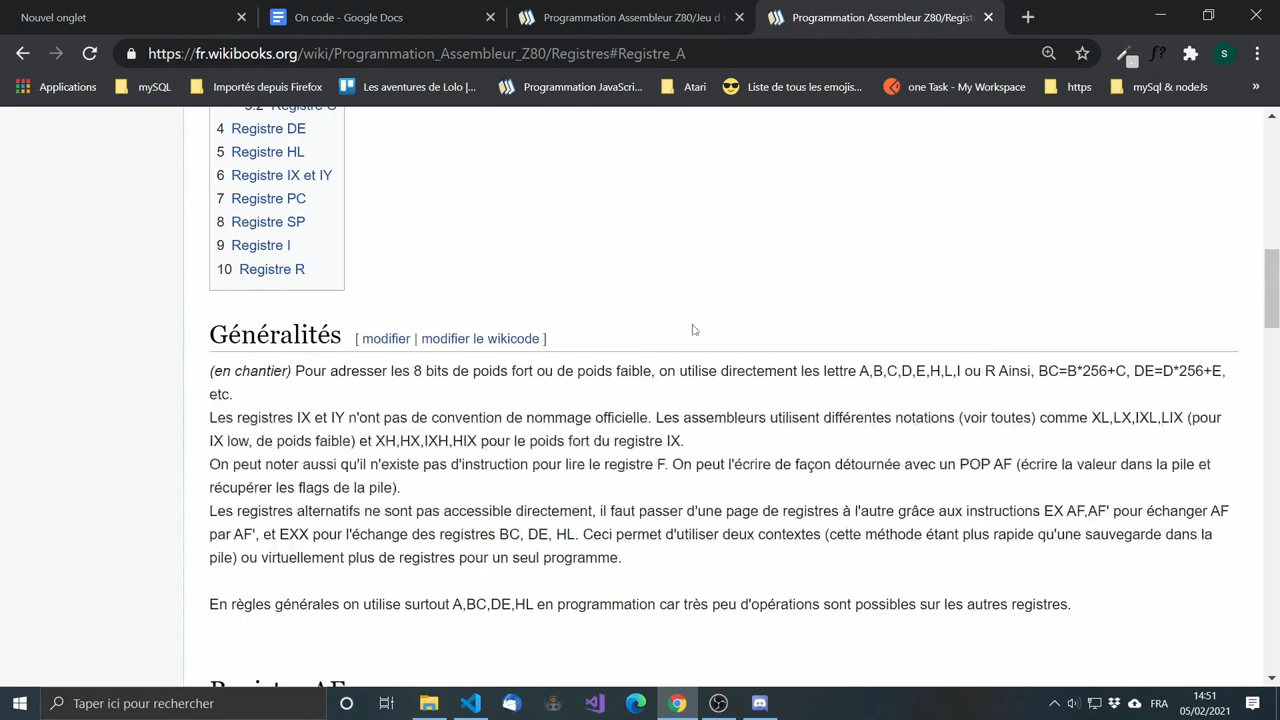 Nouvel onglet
On code - Google Docs
Programmation Assembleur Z80/Jeu d
Programmation Assembleur Z80/Regist
https://fr.wikibooks.org/wiki/Programmation_Assembleur_Z80/Registres#Registre_A
f?
s
Applications
mySQL
Importés depuis Firefox
Les aventures de Lolo |...
Programmation JavaScri...
Atari
Liste de tous les emojis...
one Task - My Workspace
https
mySql & nodeJs
»
4 Registre DE
5 Registre HL
6 Registre IX et IY
7 Registre PC
8 Registre SP
9 Registre I
10 Registre R
Généralités [ modifier | modifier le wikicode ]
(en chantier) Pour adresser les 8 bits de poids fort ou de poids faible, on utilise directement les lettre A,B,C,D,E,H,L,I ou R Ainsi, BC=B*256+C, DE=D*256+E,
etc.
Les registres IX et IY n'ont pas de convention de nommage officielle. Les assembleurs utilisent différentes notations (voir toutes) comme XL,LX,IXL,LIX (pour
IX low, de poids faible) et XH,HX,IXH,HIX pour le poids fort du registre IX.
On peut noter aussi qu'il n'existe pas d'instruction pour lire le registre F. On peut l'écrire de façon détournée avec un POP AF (écrire la valeur dans la pile et
récupérer les flags de la pile).
Les registres alternatifs ne sont pas accessible directement, il faut passer d'une page de registres à l'autre grâce aux instructions EX AF,AF' pour échanger AF
par AF', et EXX pour l'échange des registres BC, DE, HL. Ceci permet d'utiliser deux contextes (cette méthode étant plus rapide qu'une sauvegarde dans la
pile) ou virtuellement plus de registres pour un seul programme.
En règles générales on utilise surtout A,BC,DE,HL en programmation car très peu d'opérations sont possibles sur les autres registres.
Taper ici pour rechercher
FRA
14:51
05/02/2021